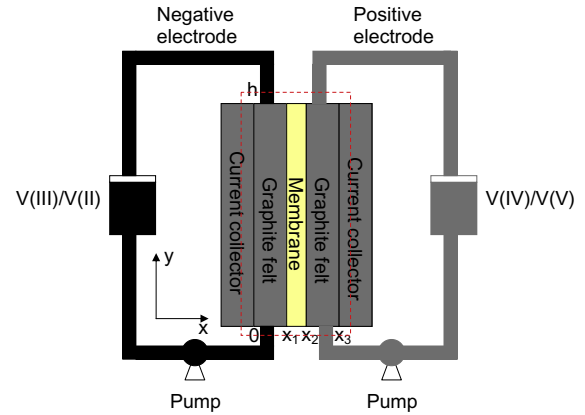 Negative
electrode
Positive
electrode
h
Current collector
Graphite felt
Membrane
Graphite felt
Current collector
V(III)/V(II)
V(IV)/V(V)
y
x
0
x₁
x₂
x₃
Pump
Pump